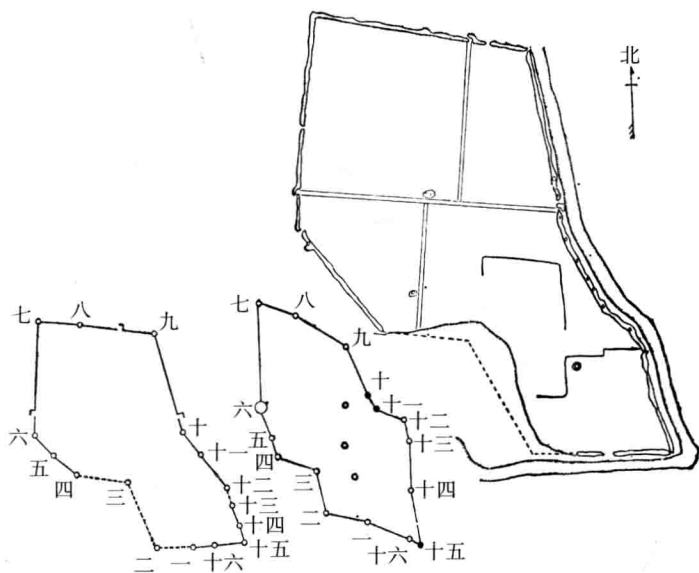 北
七
八
九
十
十一
十二
十三
十四
十五
十六
一
二
三
四
五
六
七
八
九
十
十一
十二
十三
十四
十五
十六
一
二
三
四
五
六